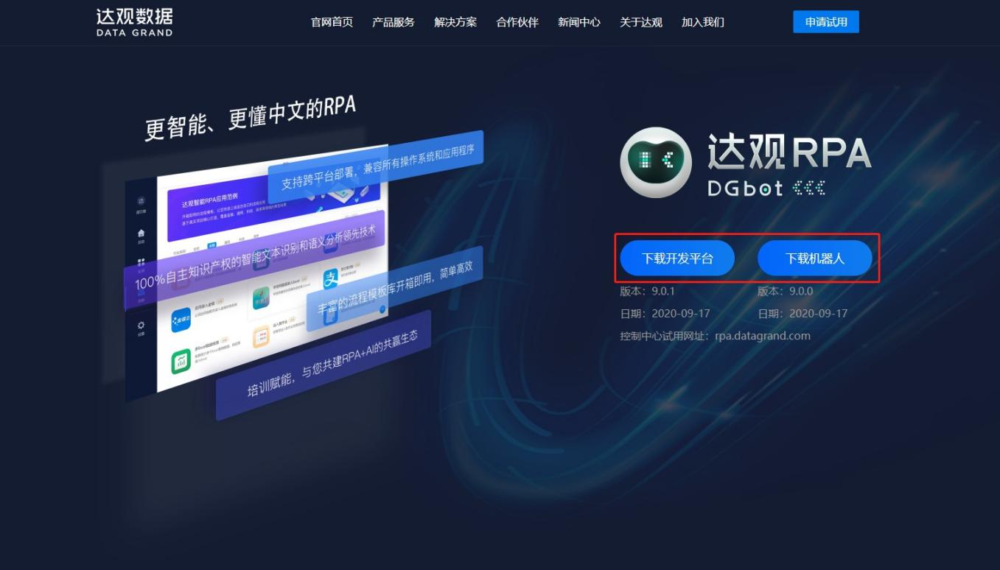 达观数据
DATA GRAND
官网首页 产品服务 解决方案 合作伙伴 新闻中心 关于达观 加入我们 申请试用
更智能、更懂中文的RPA
支持跨平台部署，兼容所有操作系统和应用程序
达观智能RPA应用范例
100%自主知识产权的智能文本识别和语义分析领先技术
丰富的流程模板库开箱即用，简单高效
培训赋能，与您共建RPA+AI的共赢生态
达观RPA
DGbot
下载开发平台 下载机器人
版本：9.0.1 版本：9.0.0
日期：2020-09-17 日期：2020-09-17
控制中心试用网址：rpa.datagrand.com